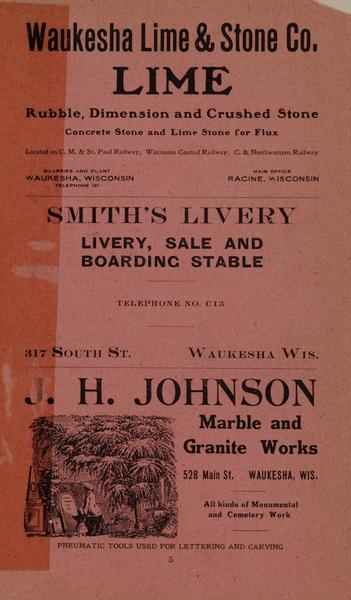 Waukesha Lime & Stone Co.
LIME
Rubble, Dimension and Crushed Stone
Concrete Stone and Lime Stone for Flux
Located on C. M. & St. Paul Railway, Wisconsin Central Railway, C. & Northwestern Railway
QUARRIES AND PLANT
WAUKESHA, WISCONSIN
TELEPHONE 181
MAIN OFFICE
RACINE, WISCONSIN
SMITH'S LIVERY
LIVERY, SALE AND
BOARDING STABLE
TELEPHONE NO. C13
317 SOUTH ST. WAUKESHA WIS.
J. H. JOHNSON
Marble and
Granite Works
528 Main St. WAUKESHA, WIS.
All kinds of Monumental
and Cemetery Work
PNEUMATIC TOOLS USED FOR LETTERING AND CARVING
5